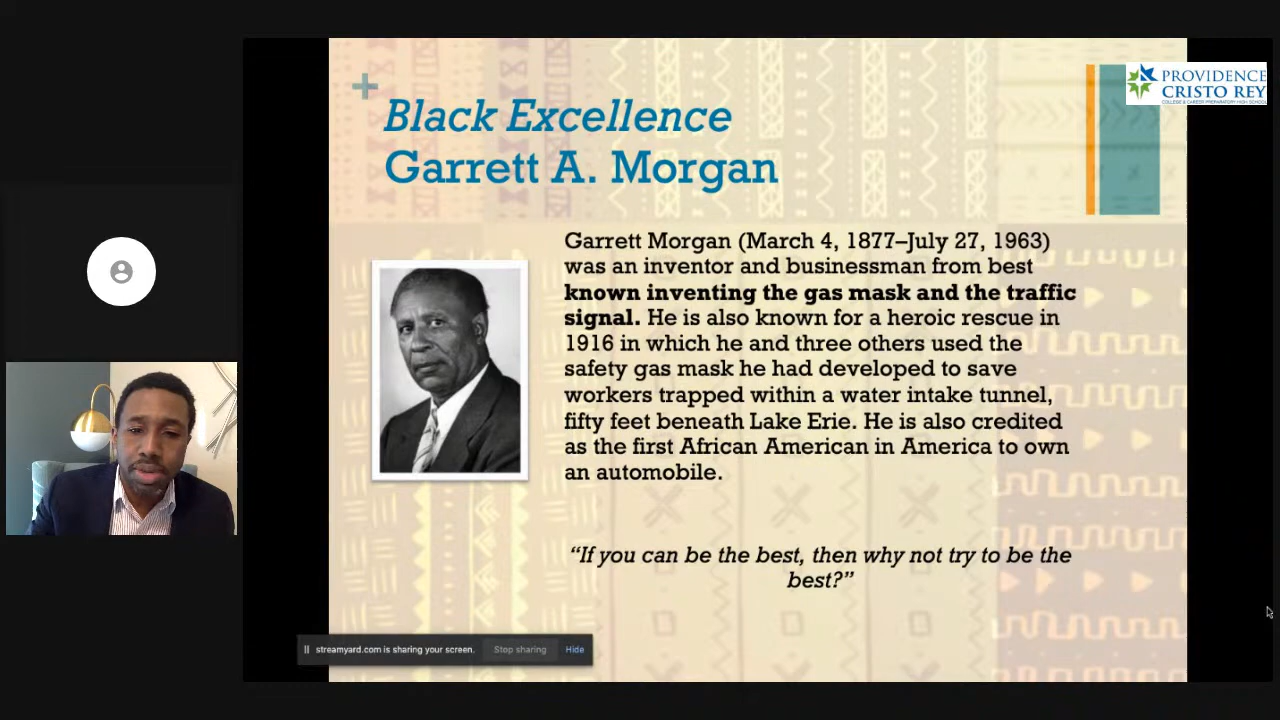 PROVIDENCE
CRISTO REY
COLLEGE & CAREER PREPARATORY HIGH SCHOOL
Black Excellence
Garrett A. Morgan
Garrett Morgan (March 4, 1877–July 27, 1963)
was an inventor and businessman from best
known inventing the gas mask and the traffic
signal. He is also known for a heroic rescue in
1916 in which he and three others used the
safety gas mask he had developed to save
workers trapped within a water intake tunnel,
fifty feet beneath Lake Erie. He is also credited
as the first African American in America to own
an automobile.
“If you can be the best, then why not try to be the
best?”
streamyard.com is sharing your screen. Stop sharing Hide